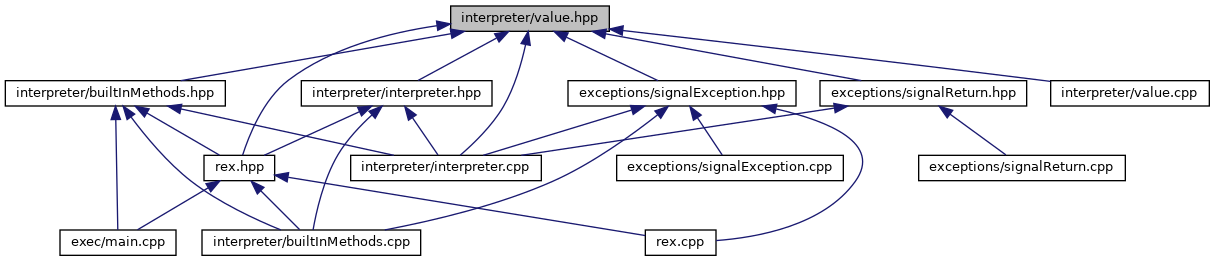 interpreter/value.hpp
interpreter/builtInMethods.hpp
interpreter/interpreter.hpp
exceptions/signalException.hpp
exceptions/signalReturn.hpp
interpreter/value.cpp
rex.hpp
interpreter/interpreter.cpp
exceptions/signalException.cpp
exceptions/signalReturn.cpp
exec/main.cpp
interpreter/builtInMethods.cpp
rex.cpp